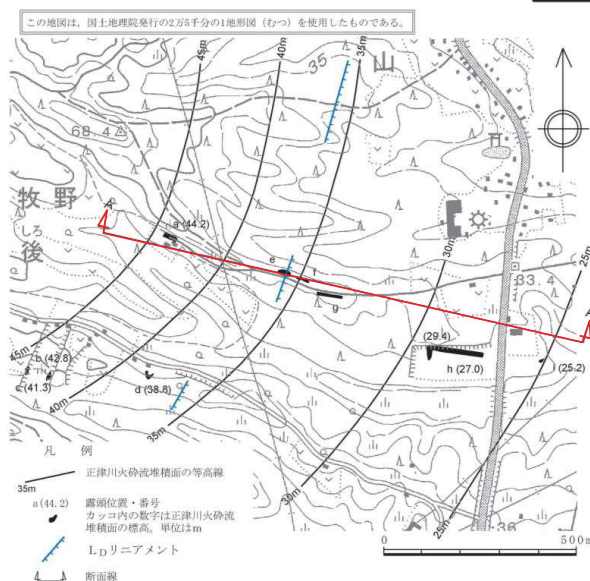 この地図は，国土地理院発行の2万5千分の1地形図（むつ）を使用したものである。
45m
40m
35m
35
山
68.4
牧野
しろ
後
A
a (44.2)
e
f
g
30m
25m
33.4
A'
(29.4)
h (27.0)
(25.2)
45m
b (42.8)
c (41.3)
d (38.8)
40m
35m
30m
25m
36
凡 例
35m
正津川火砕流堆積面の等高線
a (44.2)
露頭位置・番号
カッコ内の数字は正津川火砕流
堆積面の標高。単位はm
LDリニアメント
断面線
0 500m